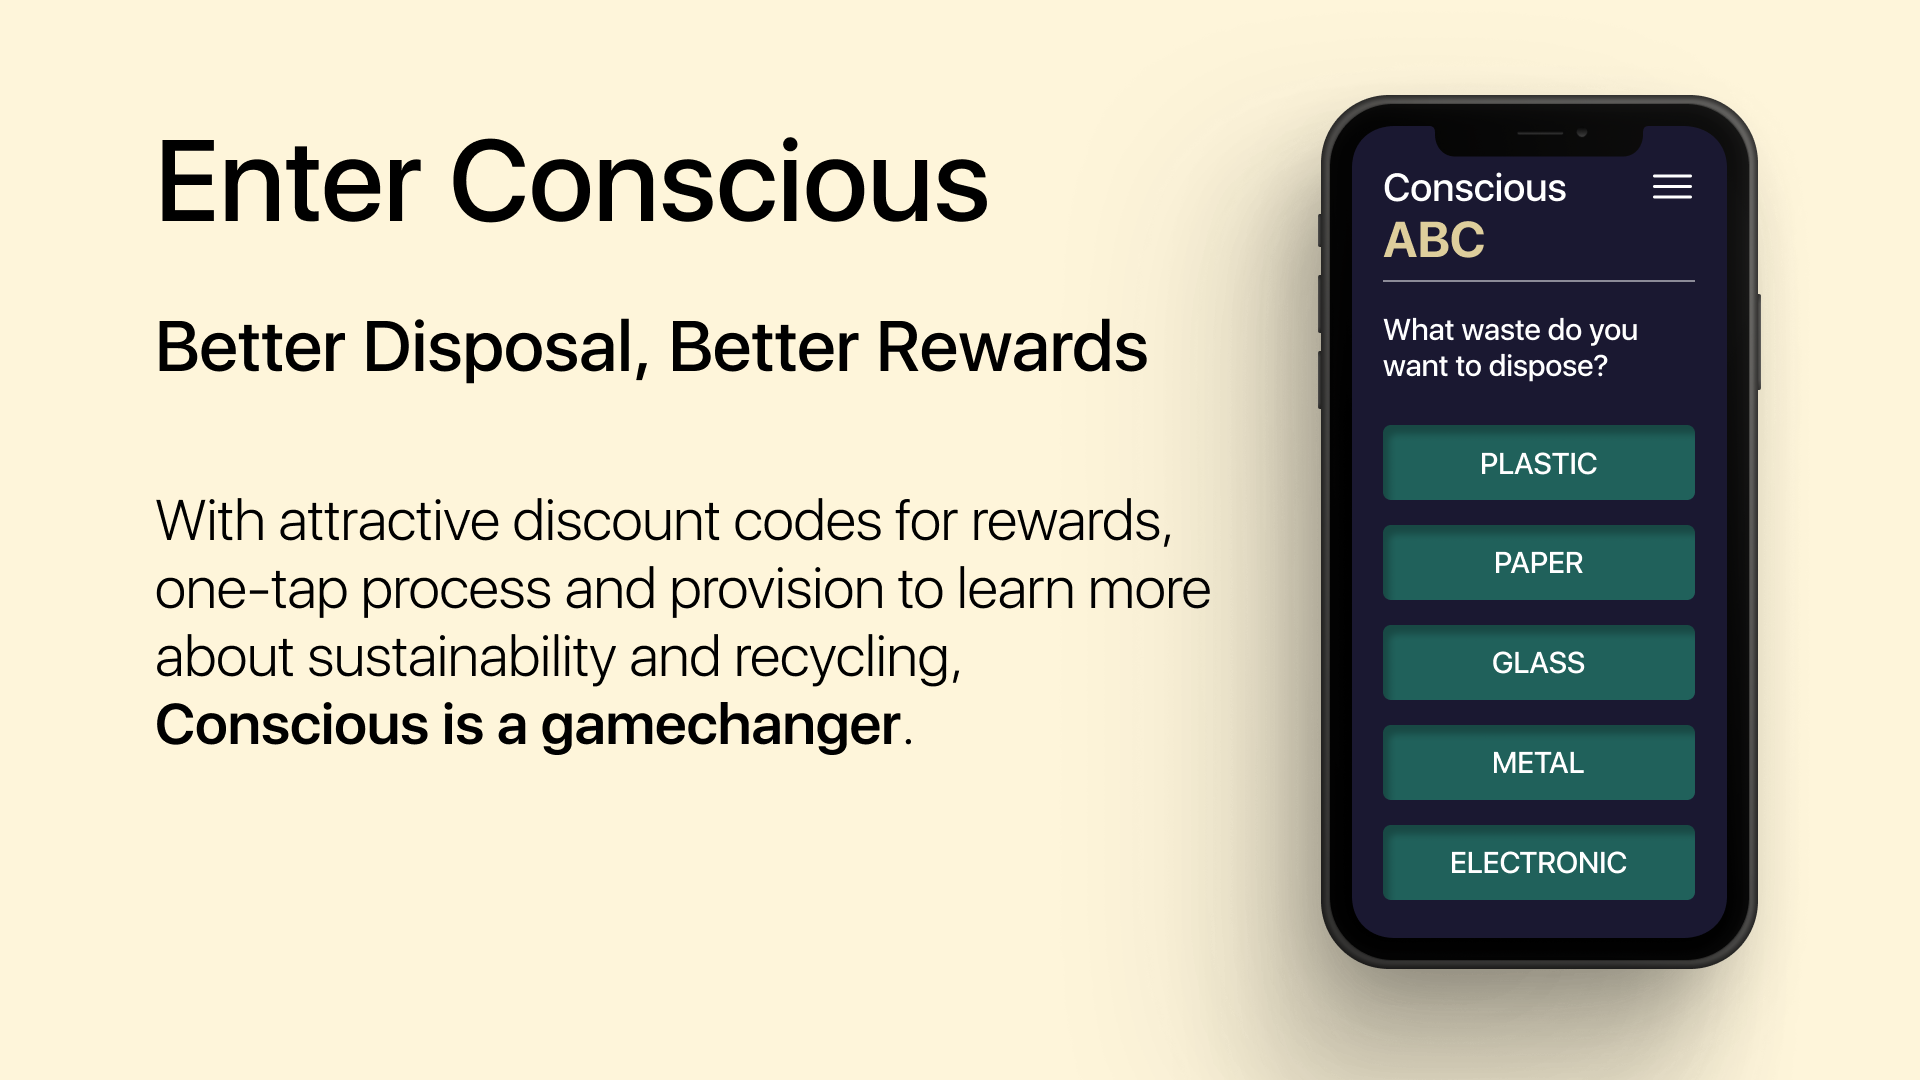 Enter Conscious
Better Disposal, Better Rewards
With attractive discount codes for rewards,
one-tap process and provision to learn more
about sustainability and recycling,
Conscious is a gamechanger.
Conscious
ABC
What waste do you
want to dispose?
PLASTIC
PAPER
GLASS
METAL
ELECTRONIC